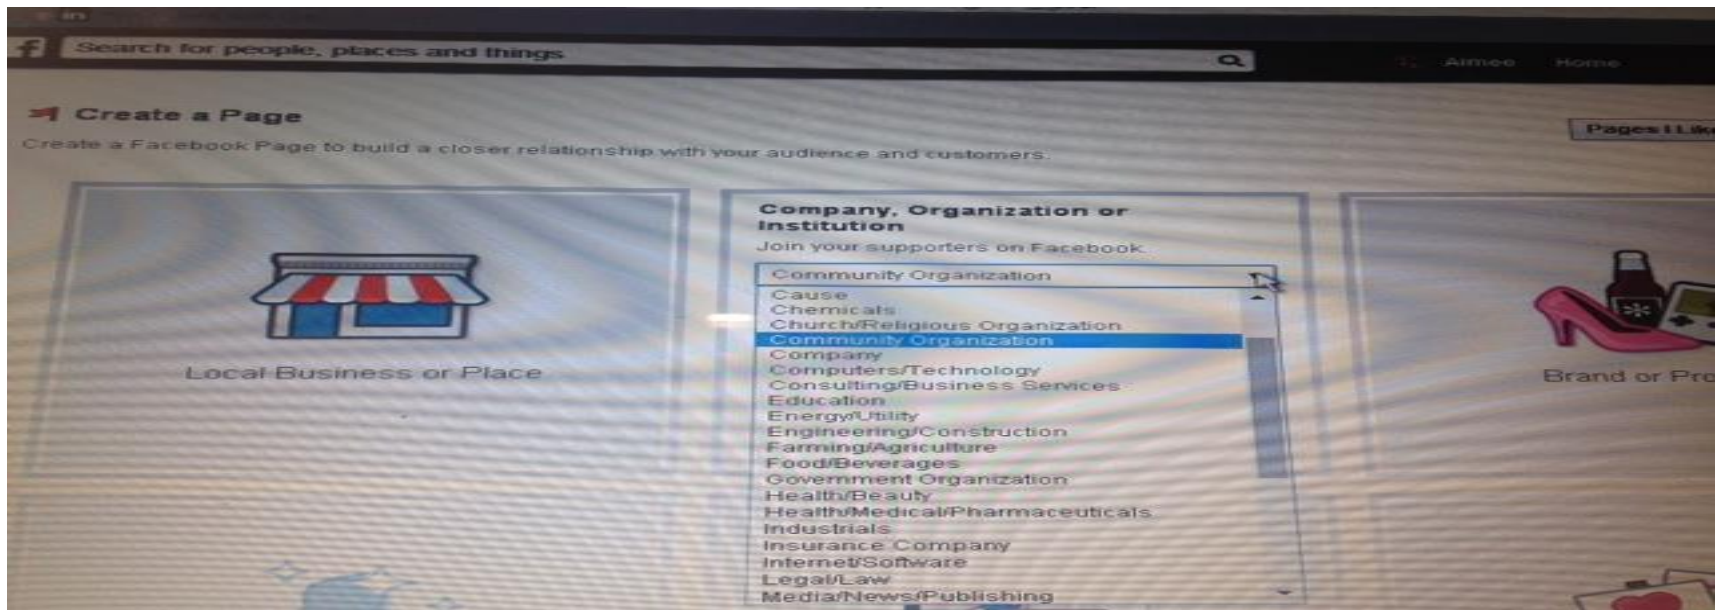 in
f Search for people, places and things
Aimee Home
Create a Page
Pages I Like
Create a Facebook Page to build a closer relationship with your audience and customers.
Company, Organization or
Institution
Join your supporters on Facebook.
Community Organization
Cause
Chemicals
Church/Religious Organization
Community Organization
Company
Computers/Technology
Consulting/Business Services
Education
Energy/Utility
Engineering/Construction
Farming/Agriculture
Food/Beverages
Government Organization
Health/Beauty
Health/Medical/Pharmaceuticals
Industrials
Insurance Company
Internet/Software
Legal/Law
Media/News/Publishing
Local Business or Place
Brand or Pro